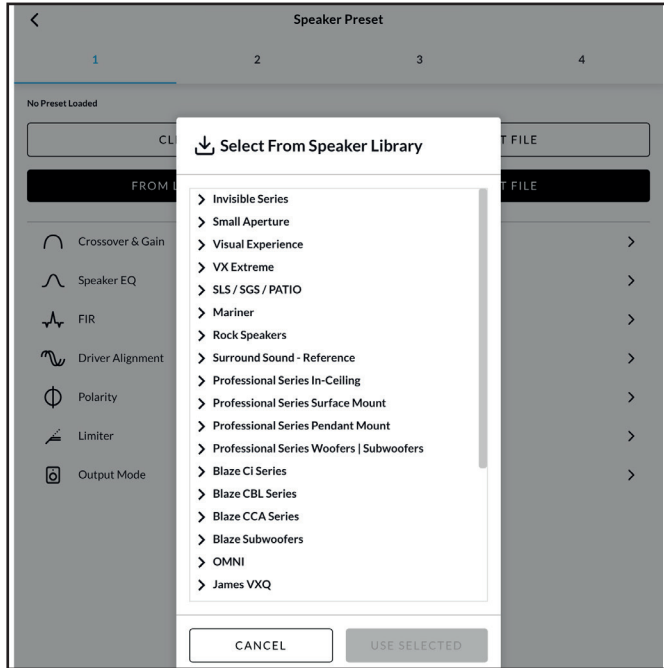 Speaker Preset
1 2 3 4
No Preset Loaded
Select From Speaker Library
T FILE
T FILE
Invisible Series
Small Aperture
Visual Experience
VX Extreme
SLS / SGS / PATIO
Mariner
Rock Speakers
Surround Sound - Reference
Professional Series In-Ceiling
Professional Series Surface Mount
Professional Series Pendant Mount
Professional Series Woofers | Subwoofers
Blaze Ci Series
Blaze CBL Series
Blaze CCA Series
Blaze Subwoofers
OMNI
James VXQ
CL
FROM L
Crossover & Gain
Speaker EQ
FIR
Driver Alignment
Polarity
Limiter
Output Mode
CANCEL USE SELECTED